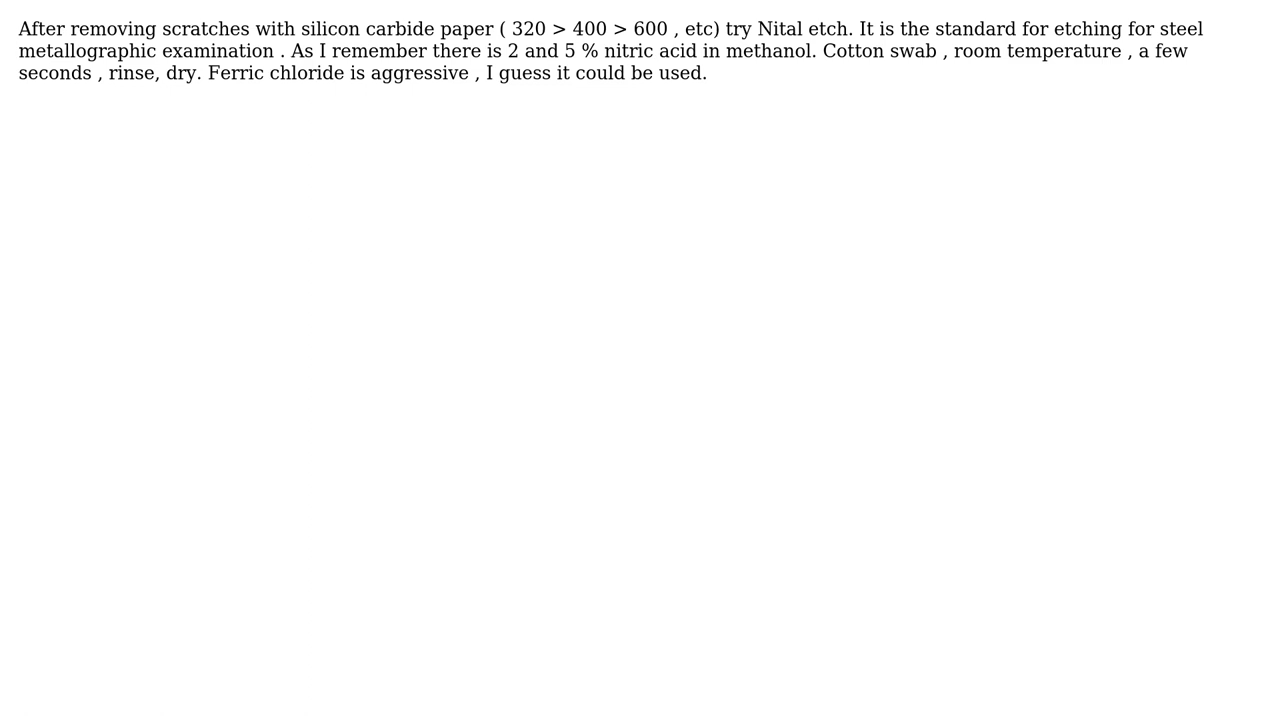 After removing scratches with silicon carbide paper ( 320 > 400 > 600 , etc) try Nital etch. It is the standard for etching for steel
metallographic examination . As I remember there is 2 and 5 % nitric acid in methanol. Cotton swab , room temperature , a few
seconds , rinse, dry. Ferric chloride is aggressive , I guess it could be used.